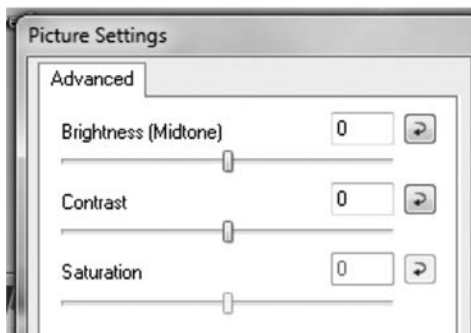 Picture Settings
Advanced
Brightness (Midtone) 0
Contrast 0
Saturation 0